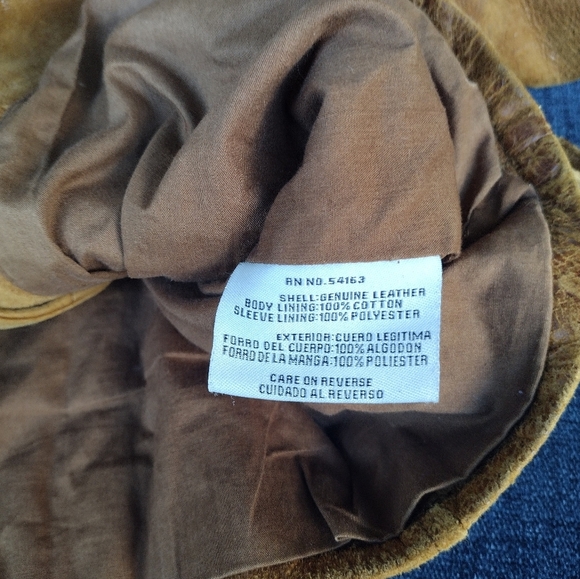 RN NO. 54163
SHELL:GENUINE LEATHER
BODY LINING:100% COTTON
SLEEVE LINING:100% POLYESTER
EXTERIOR:CUERO LEGITIMA
FORRO DEL CUERPO:100% ALGODON
FORRO DE LA MANGA:100% POLIESTER
CARE ON REVERSE
CUIDADO AL REVERSO